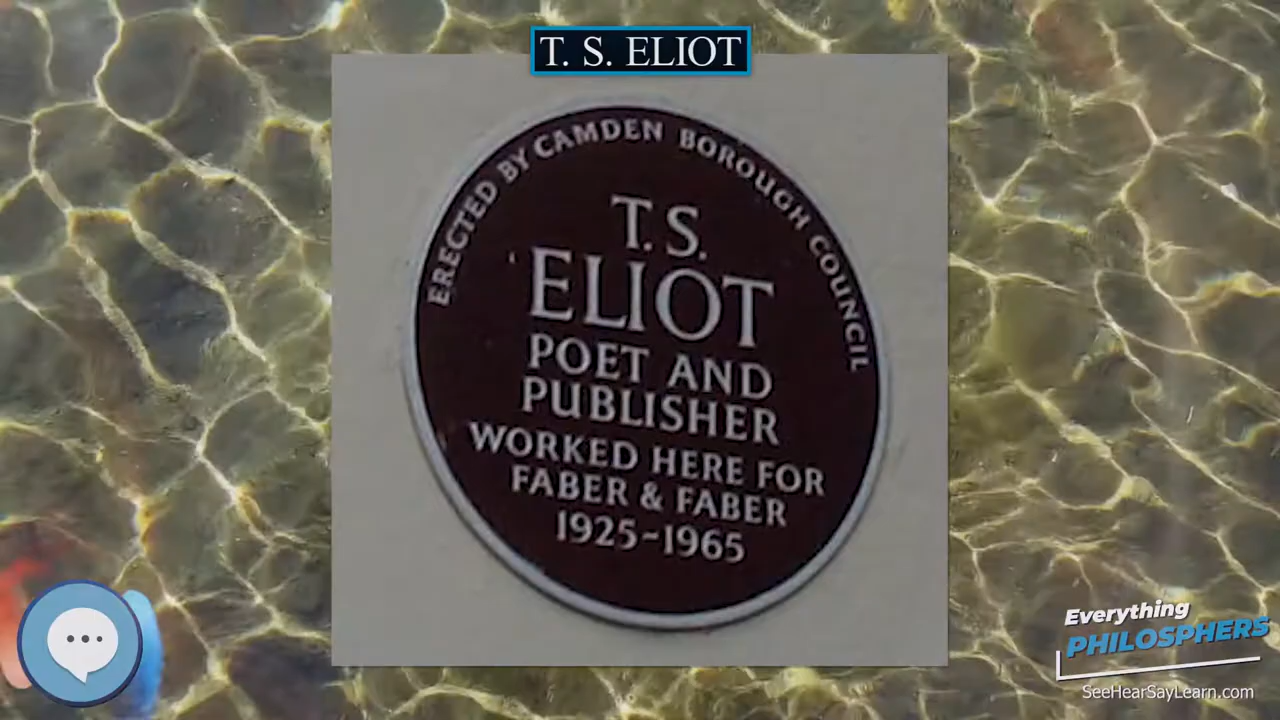 T. S. ELIOT
ERECTED BY CAMDEN BOROUGH COUNCIL
T. S.
ELIOT
POET AND
PUBLISHER
WORKED HERE FOR
FABER & FABER
1925~1965
Everything
PHILOSPHERS
SeeHearSayLearn.com